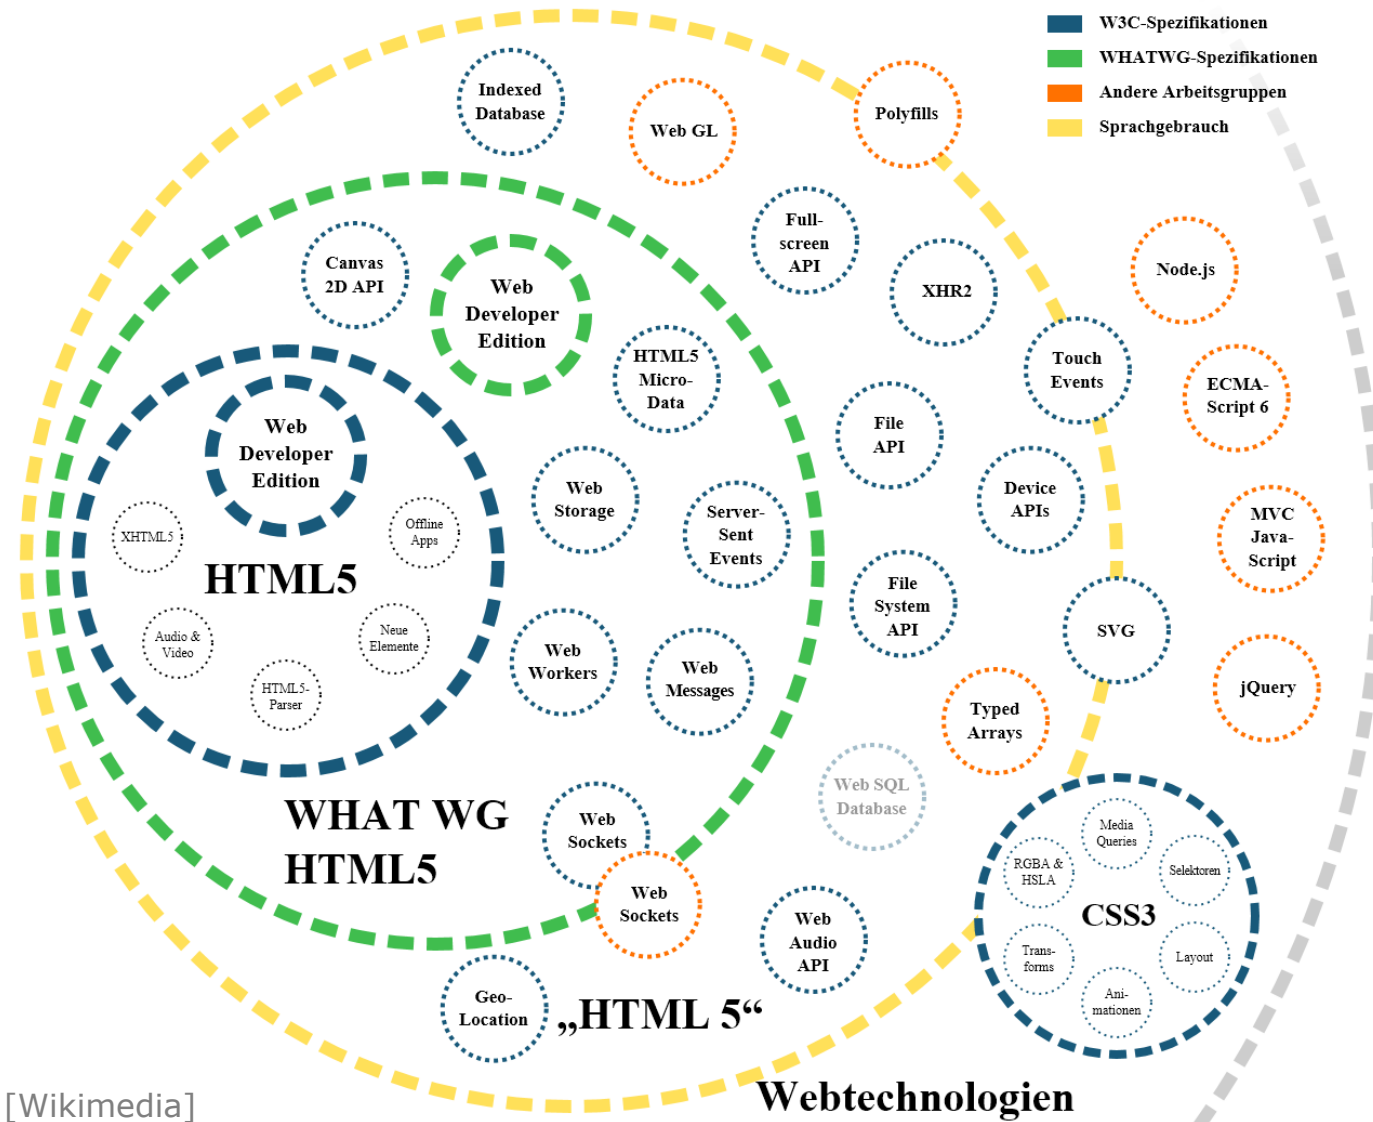 W3C-Spezifikationen
WHATWG-Spezifikationen
Andere Arbeitsgruppen
Sprachgebrauch
Indexed
Database
Web GL
Polyfills
Full-
screen
API
XHR2
Node.js
Canvas
2D API
Web
Developer
Edition
HTML5
Micro-
Data
Touch
Events
ECMA-
Script 6
Web
Developer
Edition
File
API
Web
Storage
Server-
Sent
Events
Device
APIs
MVC
Java-
Script
XHTML5
Offline
Apps
HTML5
Audio &
Video
Neue
Elemente
HTML5-
Parser
Web
Workers
Web
Messages
File
System
API
SVG
Typed
Arrays
jQuery
Web SQL
Database
WHAT WG
HTML5
Web
Sockets
Web
Sockets
Web
Audio
API
Media
Queries
RGBA &
HSLA
Selektoren
CSS3
Trans-
forms
Layout
Ani-
mationen
Geo-
Location
„HTML 5“
Webtechnologien
[Wikimedia]